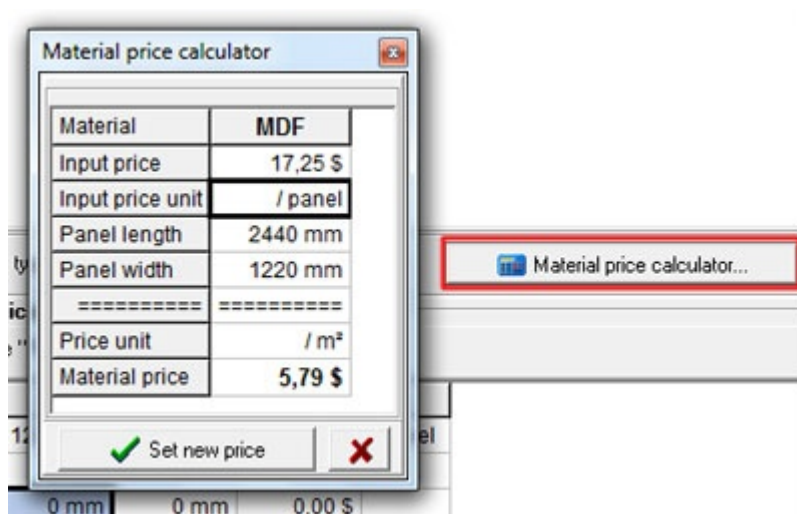 Material price calculator
Material MDF
Input price 17,25 $
Input price unit / panel
Panel length 2440 mm
Panel width 1220 mm
========== ==========
Price unit / m²
Material price 5,79 $
Set new price
Material price calculator...
0 mm 0 mm 0.00 $